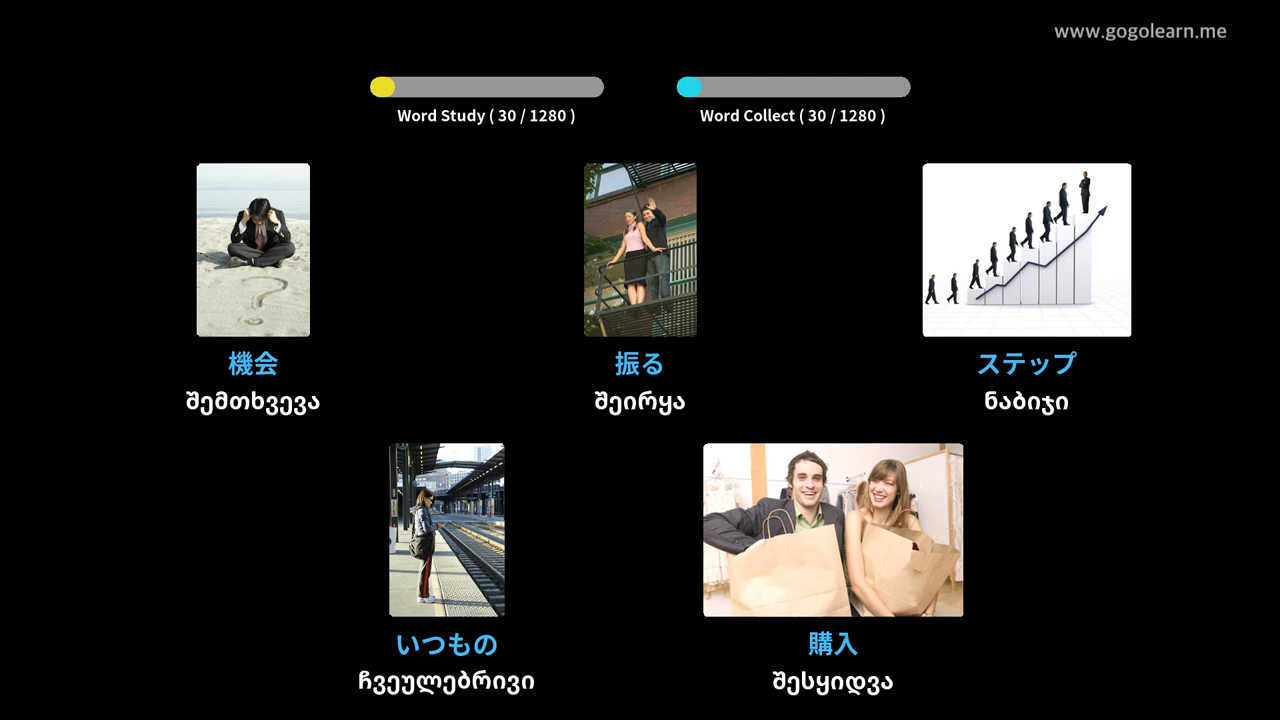 www.gogolearn.me
Word Study ( 30 / 1280 )
Word Collect ( 30 / 1280 )
機会
შემთხვევა
振る
შეირყა
ステップ
ნაბიჯი
いつもの
ჩვეულებრივი
購入
შესყიდვა